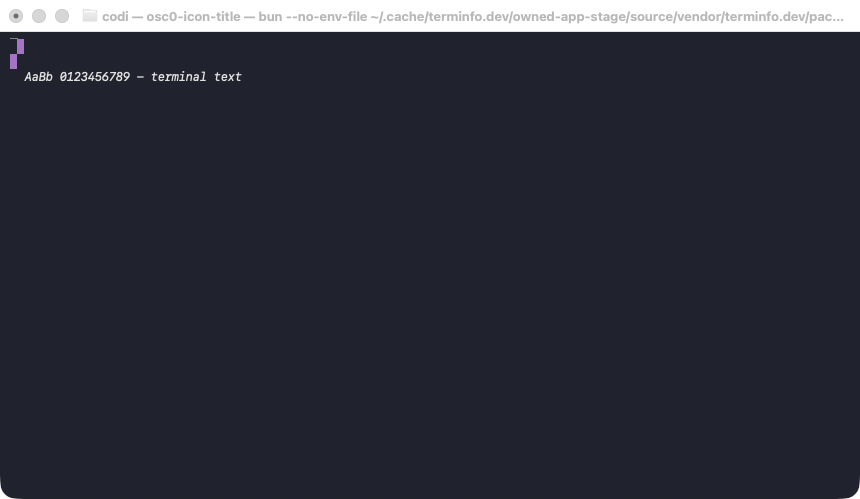 codi — osc0-icon-title — bun --no-env-file ~/.cache/terminfo.dev/owned-app-stage/source/vendor/terminfo.dev/pac...
AaBb 0123456789 — terminal text